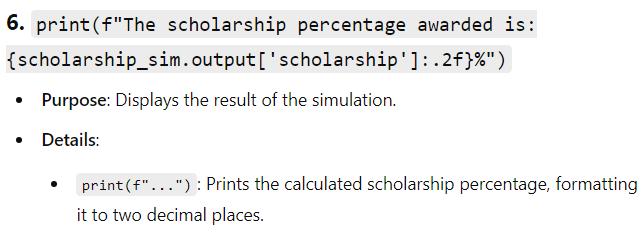 6. print(f"The scholarship percentage awarded is:
{scholarship_sim.output['scholarship']:.2f}%")
• Purpose: Displays the result of the simulation.
• Details:
• print(f"...") : Prints the calculated scholarship percentage, formatting
it to two decimal places.